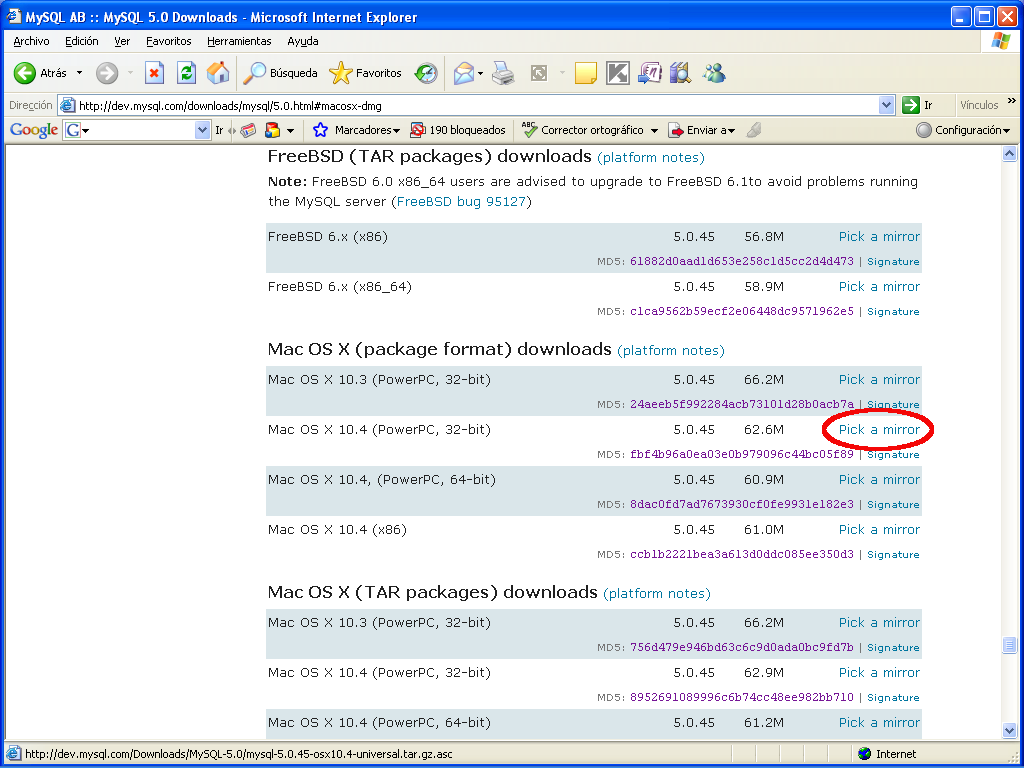 MySQL AB :: MySQL 5.0 Downloads - Microsoft Internet Explorer
Archivo Edición Ver Favoritos Herramientas Ayuda
Atrás Búsqueda Favoritos
Dirección http://dev.mysql.com/downloads/mysql/5.0.html#macosx-dmg Ir Vínculos »
Google G Ir Marcadores 190 bloqueados ABC Corrector ortográfico Enviar a Configuración
FreeBSD (TAR packages) downloads (platform notes)
Note: FreeBSD 6.0 x86_64 users are advised to upgrade to FreeBSD 6.1to avoid problems running
the MySQL server (FreeBSD bug 95127)
FreeBSD 6.x (x86) 5.0.45 56.8M Pick a mirror
MD5: 61882d0aad1d653e258c1d5cc2d4d473 | Signature
FreeBSD 6.x (x86_64) 5.0.45 58.9M Pick a mirror
MD5: c1ca9562b59ecf2e06448dc9571962e5 | Signature
Mac OS X (package format) downloads (platform notes)
Mac OS X 10.3 (PowerPC, 32-bit) 5.0.45 66.2M Pick a mirror
MD5: 24aeeb5f992284acb73101d28b0acb7a | Signature
Mac OS X 10.4 (PowerPC, 32-bit) 5.0.45 62.6M Pick a mirror
MD5: fbf4b96a0ea03e0b979096c44bc05f89 | Signature
Mac OS X 10.4, (PowerPC, 64-bit) 5.0.45 60.9M Pick a mirror
MD5: 8dac0fd7ad7673930cf0fe9931e182e3 | Signature
Mac OS X 10.4 (x86) 5.0.45 61.0M Pick a mirror
MD5: ccb1b2221bea3a613d0ddc085ee350d3 | Signature
Mac OS X (TAR packages) downloads (platform notes)
Mac OS X 10.3 (PowerPC, 32-bit) 5.0.45 66.2M Pick a mirror
MD5: 756d479e946bd63c6c9d0ada0bc9fd7b | Signature
Mac OS X 10.4 (PowerPC, 32-bit) 5.0.45 62.9M Pick a mirror
MD5: 8952691089996c6b74cc48ee982bb710 | Signature
Mac OS X 10.4 (PowerPC, 64-bit) 5.0.45 61.2M Pick a mirror
http://dev.mysql.com/Downloads/MySQL-5.0/mysql-5.0.45-osx10.4-universal.tar.gz.asc Internet